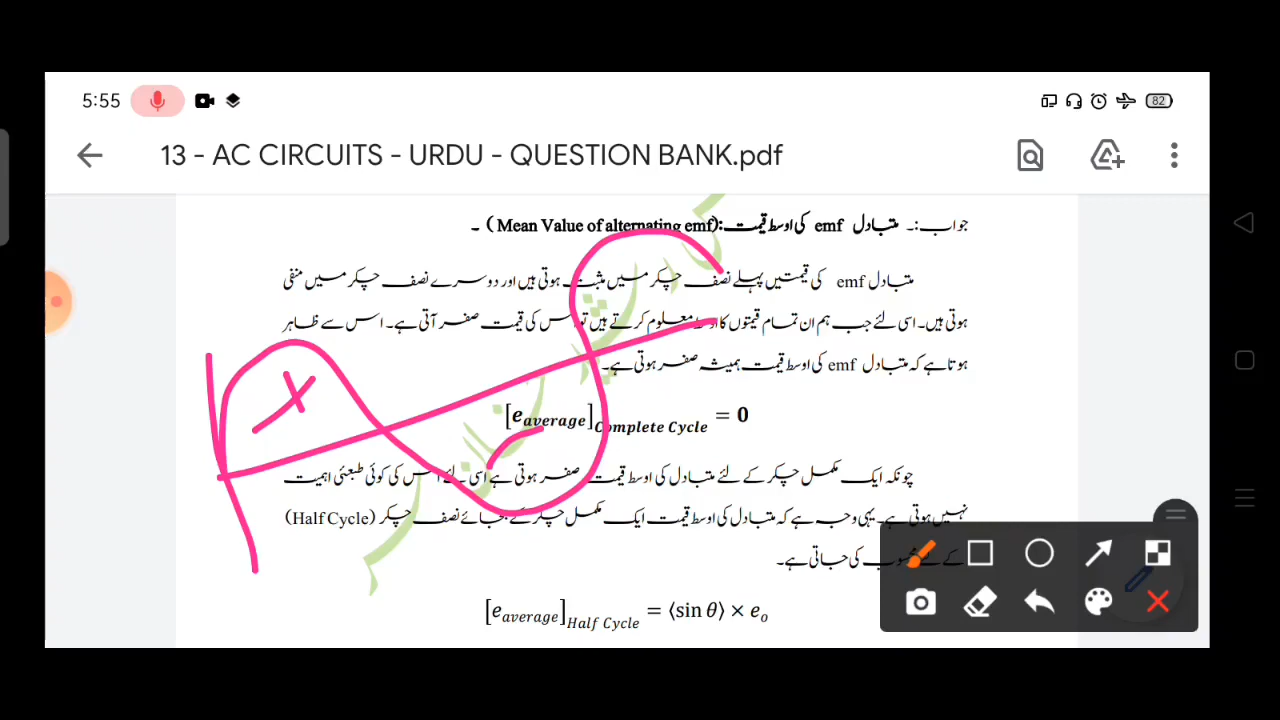 5:55
82
13 - AC CIRCUITS - URDU - QUESTION BANK.pdf
جواب:۔ متبادل emf کی اوسط قیمت:(Mean Value of alternating emf) ۔
متبادل emf کی قیمتیں پہلے نصف چکر میں مثبت ہوتی ہیں اور دوسرے نصف چکر میں منفی
ہوتی ہیں۔ اسی لئے جب ہم ان تمام قیمتوں کا اوسط معلوم کرتے ہیں تو اس کی قیمت صفر آتی ہے۔ اس سے ظاہر
ہوتا ہے کہ متبادل emf کی اوسط قیمت ہمیشہ صفر ہوتی ہے۔
[e_average]_Complete Cycle = 0
چونکہ ایک مکمل چکر کے لئے متبادل کی اوسط قیمت صفر ہوتی ہے اسی لئے اس کی کوئی طبعئی اہمیت
نہیں ہوتی ہے۔ یہی وجہ ہے کہ متبادل کی اوسط قیمت ایک مکمل چکر کے بجائے نصف چکر (Half Cycle)
کے لئے محسوب کی جاتی ہے۔
[e_average]_Half Cycle = ⟨sin θ⟩ × e_o